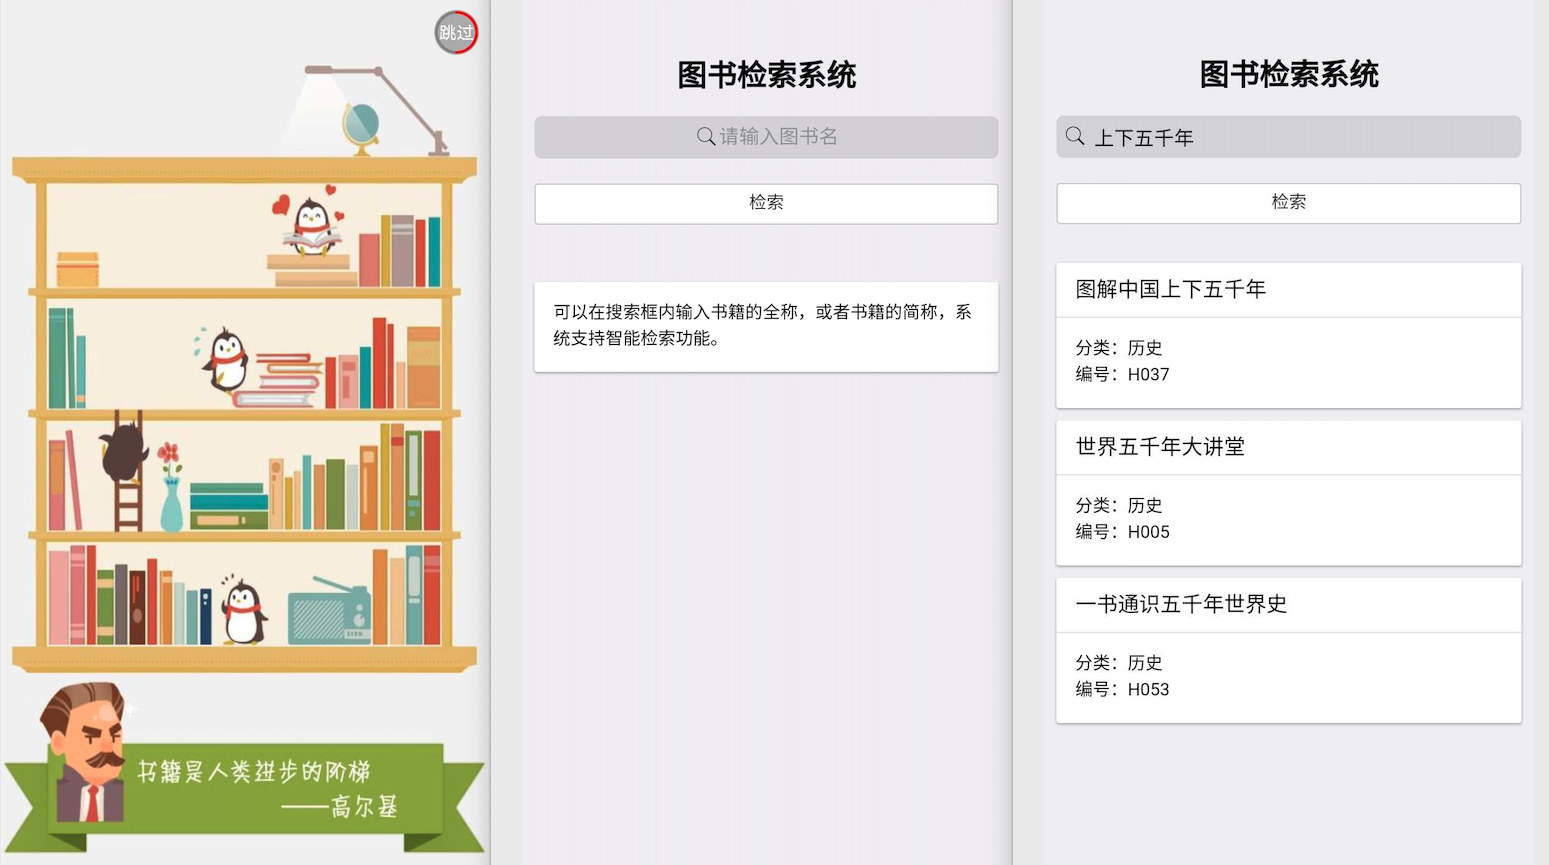 跳过
书籍是人类进步的阶梯
——高尔基
图书检索系统
请输入图书名
检索
可以在搜索框内输入书籍的全称，或者书籍的简称，系
统支持智能检索功能。
图书检索系统
上下五千年
检索
图解中国上下五千年
分类：历史
编号：H037
世界五千年大讲堂
分类：历史
编号：H005
一书通识五千年世界史
分类：历史
编号：H053